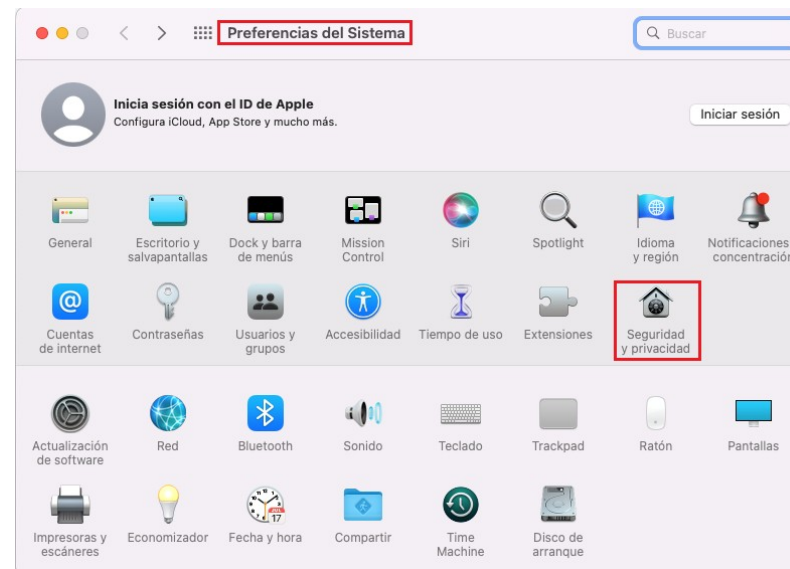 Preferencias del Sistema
Buscar
Inicia sesión con el ID de Apple
Configura iCloud, App Store y mucho más.
Iniciar sesión
General
Escritorio y
salvapantallas
Dock y barra
de menús
Mission
Control
Siri
Spotlight
Idioma
y región
Notificaciones
concentración
Cuentas
de internet
Contraseñas
Usuarios y
grupos
Accesibilidad
Tiempo de uso
Extensiones
Seguridad
y privacidad
Actualización
de software
Red
Bluetooth
Sonido
Teclado
Trackpad
Ratón
Pantallas
JUL
17
Impresoras y
escáneres
Economizador
Fecha y hora
Compartir
Time
Machine
Disco de
arranque